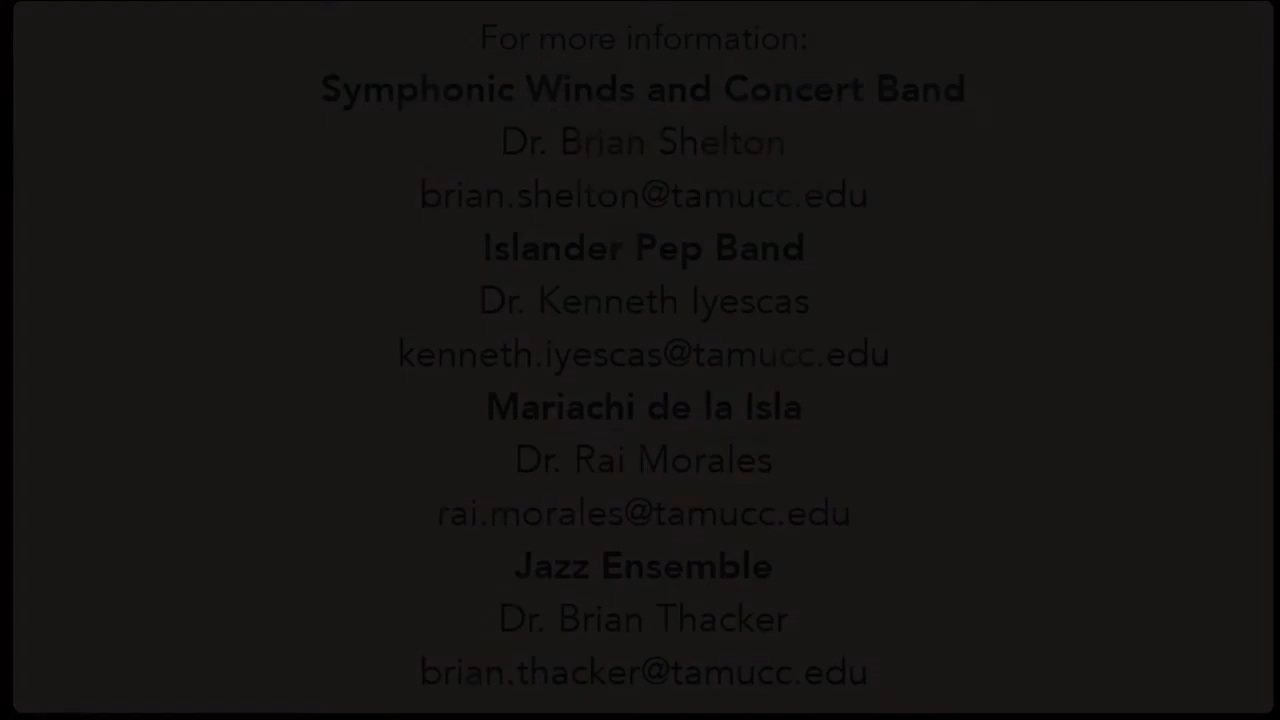 For more information:
Symphonic Winds and Concert Band
Dr. Brian Shelton
brian.shelton@tamucc.edu
Islander Pep Band
Dr. Kenneth Iyescas
kenneth.iyescas@tamucc.edu
Mariachi de la Isla
Dr. Rai Morales
rai.morales@tamucc.edu
Jazz Ensemble
Dr. Brian Thacker
brian.thacker@tamucc.edu